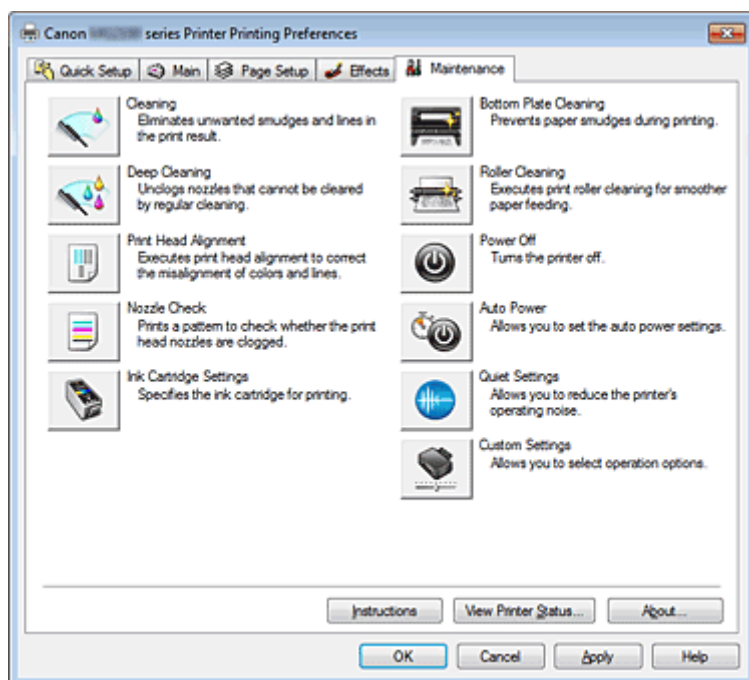 Canon series Printer Printing Preferences
Quick Setup Main Page Setup Effects Maintenance
Cleaning
Eliminates unwanted smudges and lines in
the print result.
Deep Cleaning
Unclogs nozzles that cannot be cleared
by regular cleaning.
Print Head Alignment
Executes print head alignment to correct
the misalignment of colors and lines.
Nozzle Check
Prints a pattern to check whether the print
head nozzles are clogged.
Ink Cartridge Settings
Specifies the ink cartridge for printing.
Bottom Plate Cleaning
Prevents paper smudges during printing.
Roller Cleaning
Executes print roller cleaning for smoother
paper feeding.
Power Off
Turns the printer off.
Auto Power
Allows you to set the auto power settings.
Quiet Settings
Allows you to reduce the printer's
operating noise.
Custom Settings
Allows you to select operation options.
Instructions View Printer Status... About...
OK Cancel Apply Help